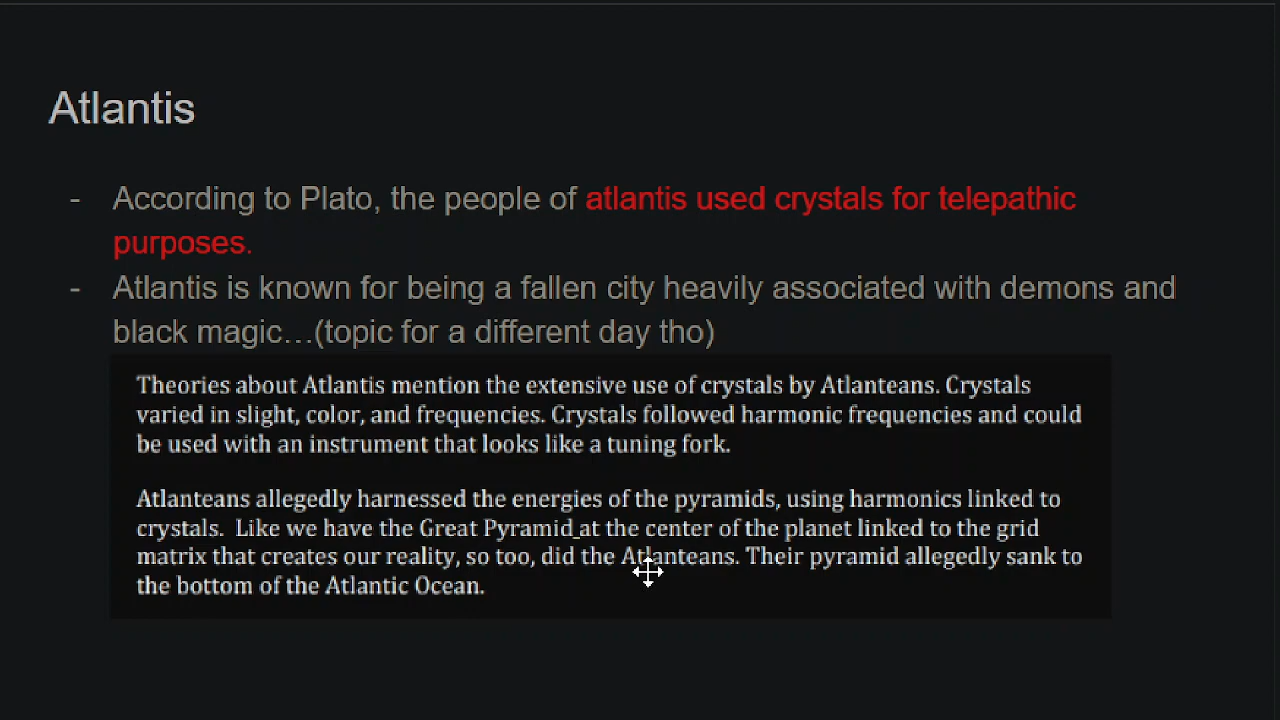 Atlantis
- According to Plato, the people of atlantis used crystals for telepathic
purposes.
- Atlantis is known for being a fallen city heavily associated with demons and
black magic…(topic for a different day tho)
Theories about Atlantis mention the extensive use of crystals by Atlanteans. Crystals
varied in slight, color, and frequencies. Crystals followed harmonic frequencies and could
be used with an instrument that looks like a tuning fork.
Atlanteans allegedly harnessed the energies of the pyramids, using harmonics linked to
crystals.  Like we have the Great Pyramid_at the center of the planet linked to the grid
matrix that creates our reality, so too, did the Atlanteans. Their pyramid allegedly sank to
the bottom of the Atlantic Ocean.